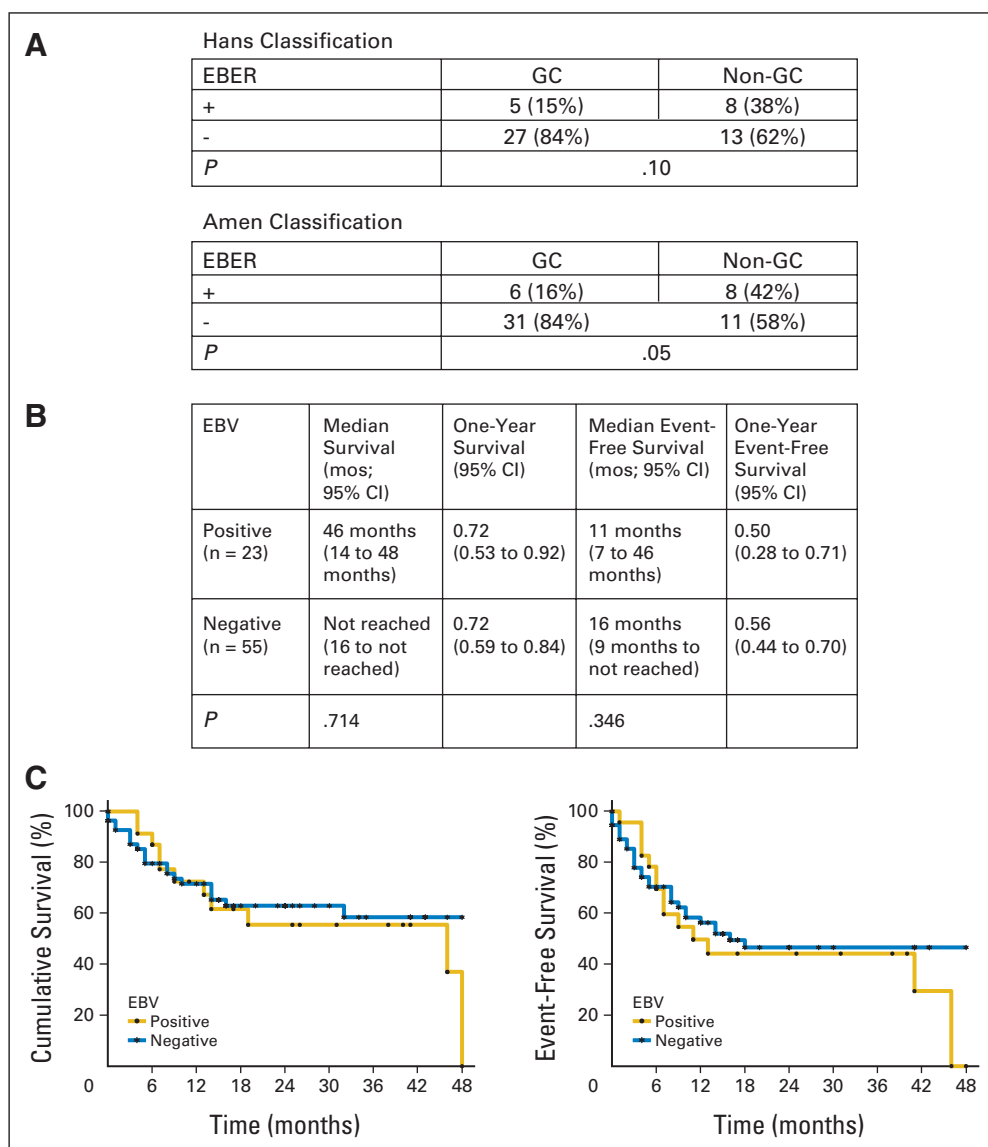 A
Hans Classification
EBER GC Non-GC
+ 5 (15%) 8 (38%)
- 27 (84%) 13 (62%)
P .10
Amen Classification
EBER GC Non-GC
+ 6 (16%) 8 (42%)
- 31 (84%) 11 (58%)
P .05
B
EBV
Median
Survival
(mos;
95% CI)
One-Year
Survival
(95% CI)
Median Event-
Free Survival
(mos; 95% CI)
One-Year
Event-Free
Survival
(95% CI)
Positive
(n = 23)
46 months
(14 to 48
months)
0.72
(0.53 to 0.92)
11 months
(7 to 46
months)
0.50
(0.28 to 0.71)
Negative
(n = 55)
Not reached
(16 to not
reached)
0.72
(0.59 to 0.84)
16 months
(9 months to
not reached)
0.56
(0.44 to 0.70)
P .714 .346
C
Cumulative Survival (%)
100
80
60
40
20
EBV
Positive
Negative
0 6 12 18 24 30 36 42 48
Time (months)
Event-Free Survival (%)
100
80
60
40
20
EBV
Positive
Negative
0 6 12 18 24 30 36 42 48
Time (months)